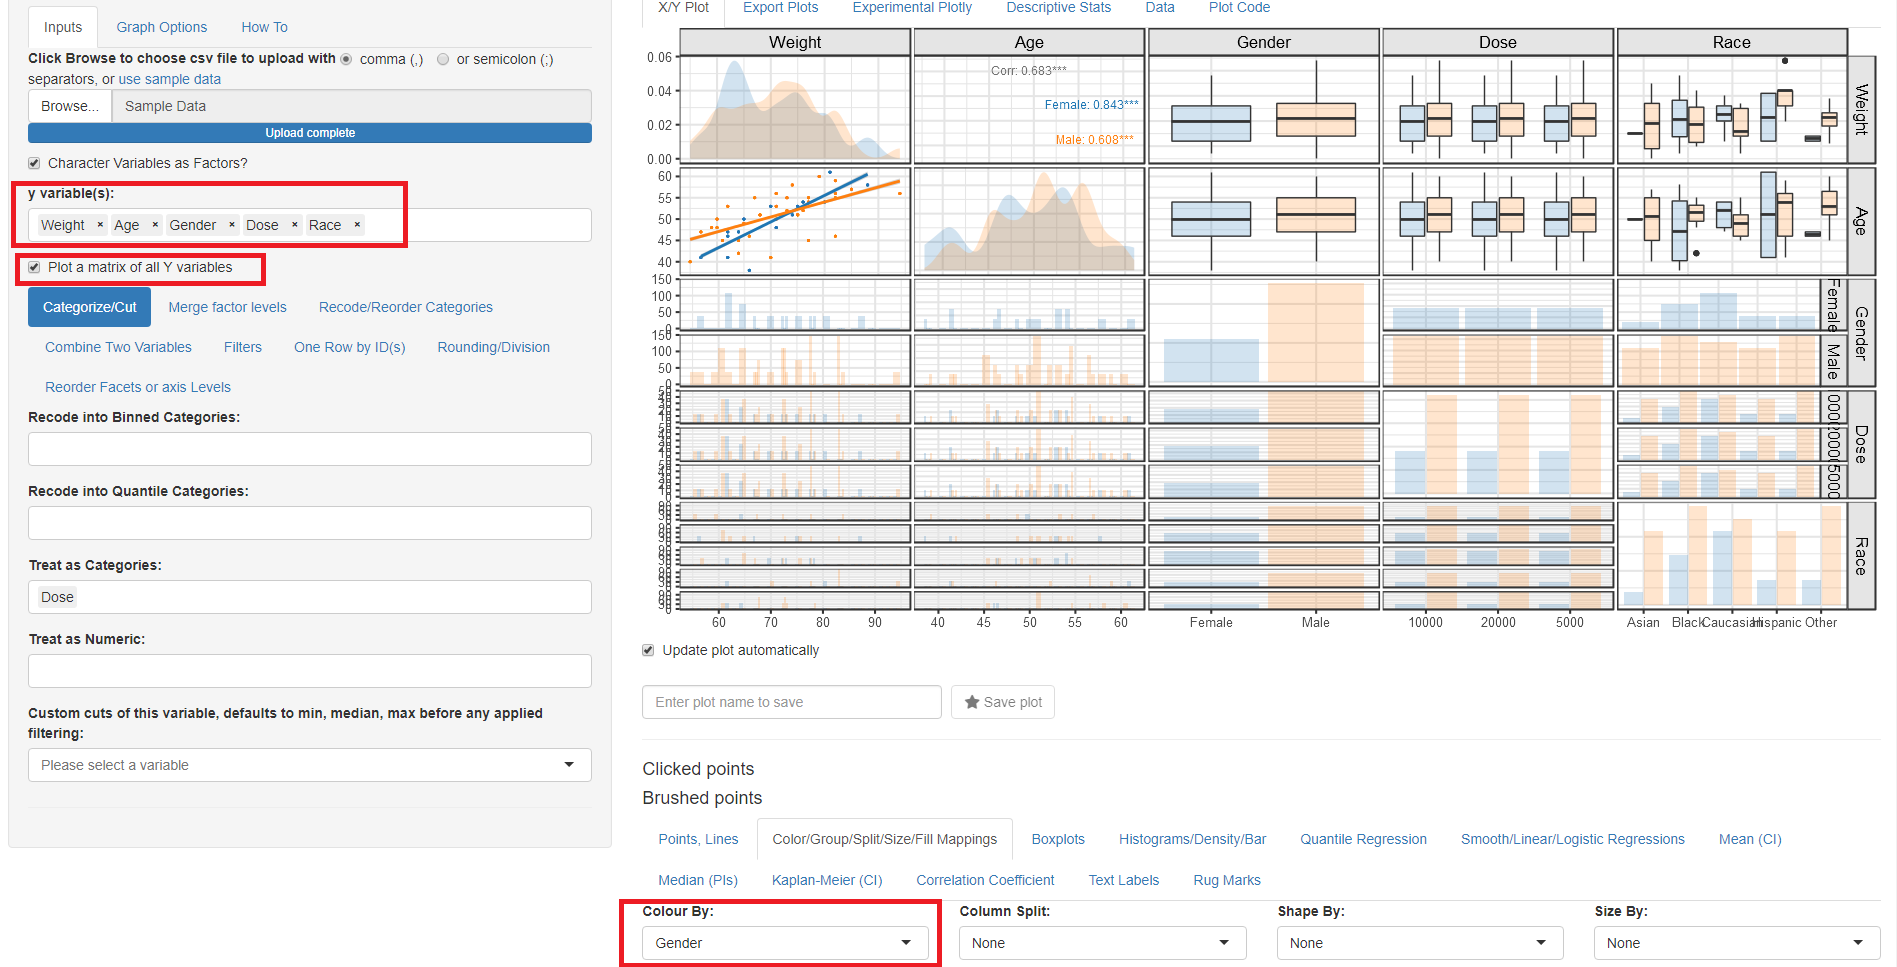 Inputs
Graph Options
How To
Click Browse to choose csv file to upload with comma (,) or semicolon (;)
separators, or use sample data
Browse...
Sample Data
Upload complete
Character Variables as Factors?
y variable(s):
Weight × Age × Gender × Dose × Race ×
Plot a matrix of all Y variables
Categorize/Cut
Merge factor levels
Recode/Reorder Categories
Combine Two Variables
Filters
One Row by ID(s)
Rounding/Division
Reorder Facets or axis Levels
Recode into Binned Categories:
Recode into Quantile Categories:
Treat as Categories:
Dose
Treat as Numeric:
Custom cuts of this variable, defaults to min, median, max before any applied
filtering:
Please select a variable
X/Y Plot
Export Plots
Experimental Plotly
Descriptive Stats
Data
Plot Code
Weight
Age
Gender
Dose
Race
0.06
0.04
0.02
0.00
Corr: 0.683***
Female: 0.843***
Male: 0.608***
Weight
60
55
50
45
40
Age
150
100
50
0
Female
Gender
150
100
50
0
Male
Dose
5000
Race
60 70 80 90
40 45 50 55 60
Female Male
10000 20000 5000
Asian Black Caucasian Hispanic Other
Update plot automatically
Enter plot name to save
Save plot
Clicked points
Brushed points
Points, Lines
Color/Group/Split/Size/Fill Mappings
Boxplots
Histograms/Density/Bar
Quantile Regression
Smooth/Linear/Logistic Regressions
Mean (CI)
Median (PIs)
Kaplan-Meier (CI)
Correlation Coefficient
Text Labels
Rug Marks
Colour By:
Column Split:
Shape By:
Size By:
Gender
None
None
None